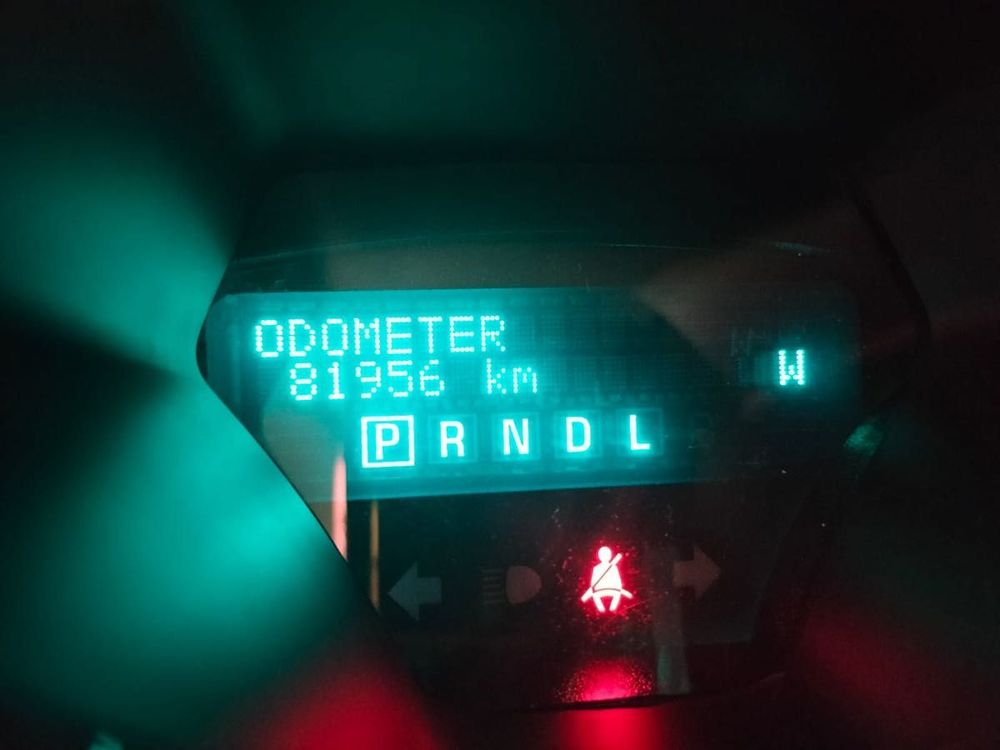 ODOMETER
81956 km
W
P R N D L